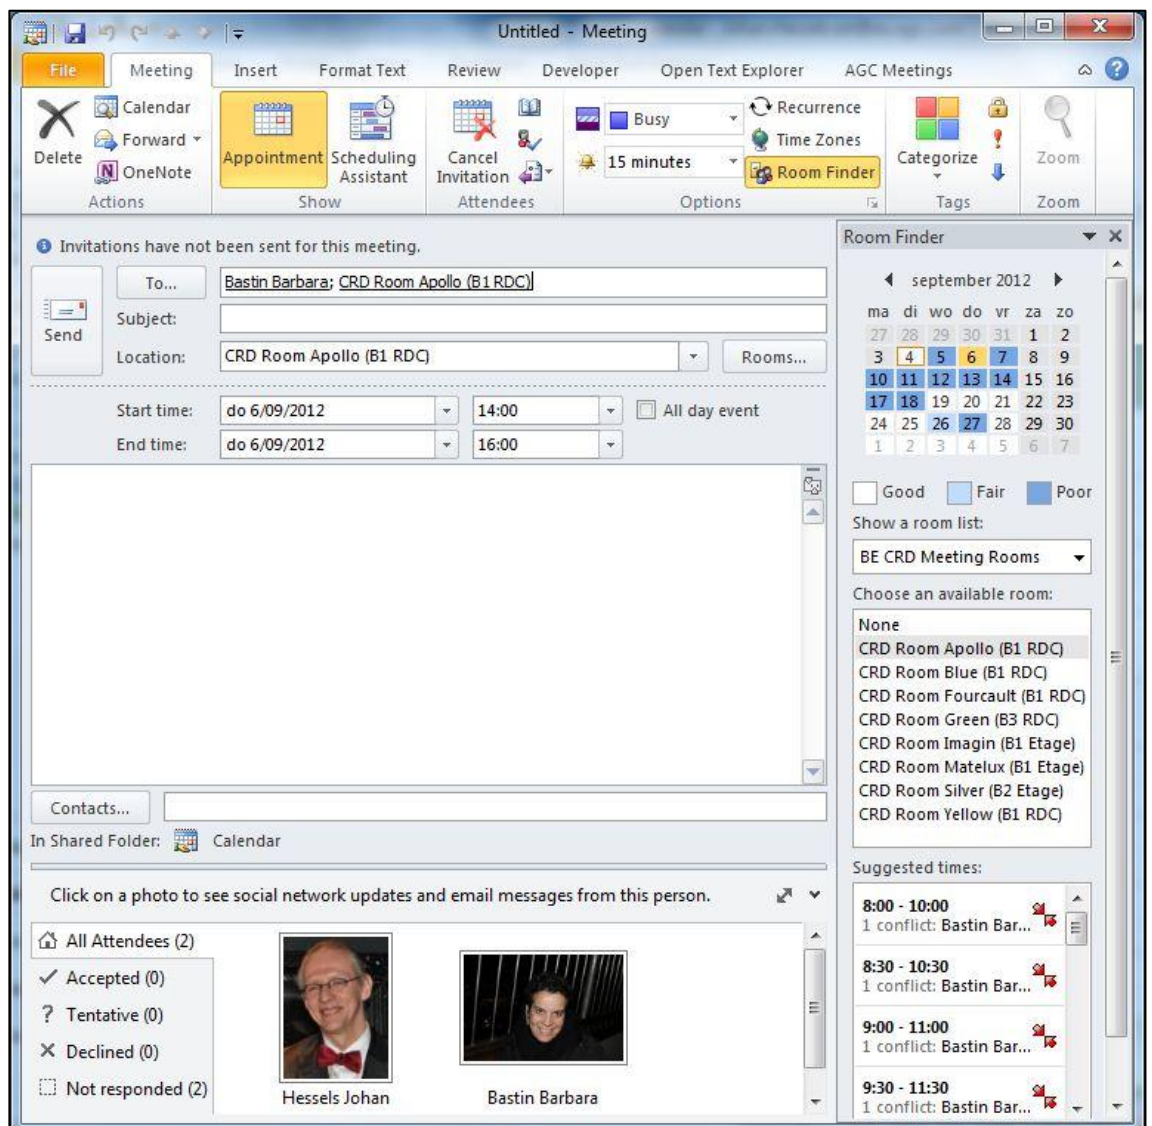 Untitled - Meeting
File Meeting Insert Format Text Review Developer Open Text Explorer AGC Meetings
Delete
Calendar
Forward
OneNote
Actions
Appointment
Scheduling
Assistant
Show
Cancel
Invitation
Attendees
Busy
15 minutes
Recurrence
Time Zones
Room Finder
Options
Categorize
Tags
Zoom
Zoom
Invitations have not been sent for this meeting.
Send
To... Bastin Barbara; CRD Room Apollo (B1 RDC)
Subject:
Location: CRD Room Apollo (B1 RDC) Rooms...
Start time: do 6/09/2012 14:00 All day event
End time: do 6/09/2012 16:00
Contacts...
In Shared Folder: Calendar
Click on a photo to see social network updates and email messages from this person.
All Attendees (2)
Accepted (0)
? Tentative (0)
Declined (0)
Not responded (2)
Hessels Johan
Bastin Barbara
Room Finder
september 2012
ma di wo do vr za zo
27 28 29 30 31 1 2
3 4 5 6 7 8 9
10 11 12 13 14 15 16
17 18 19 20 21 22 23
24 25 26 27 28 29 30
1 2 3 4 5 6 7
Good Fair Poor
Show a room list:
BE CRD Meeting Rooms
Choose an available room:
None
CRD Room Apollo (B1 RDC)
CRD Room Blue (B1 RDC)
CRD Room Fourcault (B1 RDC)
CRD Room Green (B3 RDC)
CRD Room Imagin (B1 Etage)
CRD Room Matelux (B1 Etage)
CRD Room Silver (B2 Etage)
CRD Room Yellow (B1 RDC)
Suggested times:
8:00 - 10:00
1 conflict: Bastin Bar...
8:30 - 10:30
1 conflict: Bastin Bar...
9:00 - 11:00
1 conflict: Bastin Bar...
9:30 - 11:30
1 conflict: Bastin Bar...